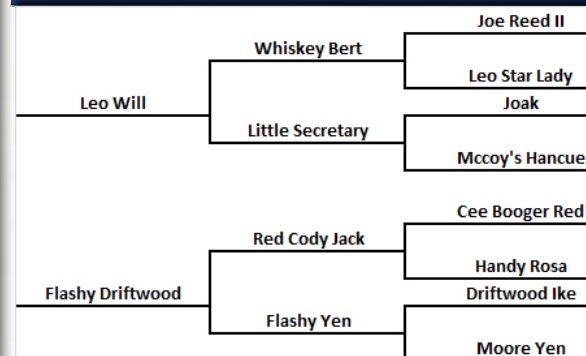 Joe Reed II
Whiskey Bert
Leo Star Lady
Leo Will
Joak
Little Secretary
Mccoy's Hancue
Cee Booger Red
Red Cody Jack
Handy Rosa
Flashy Driftwood
Driftwood Ike
Flashy Yen
Moore Yen